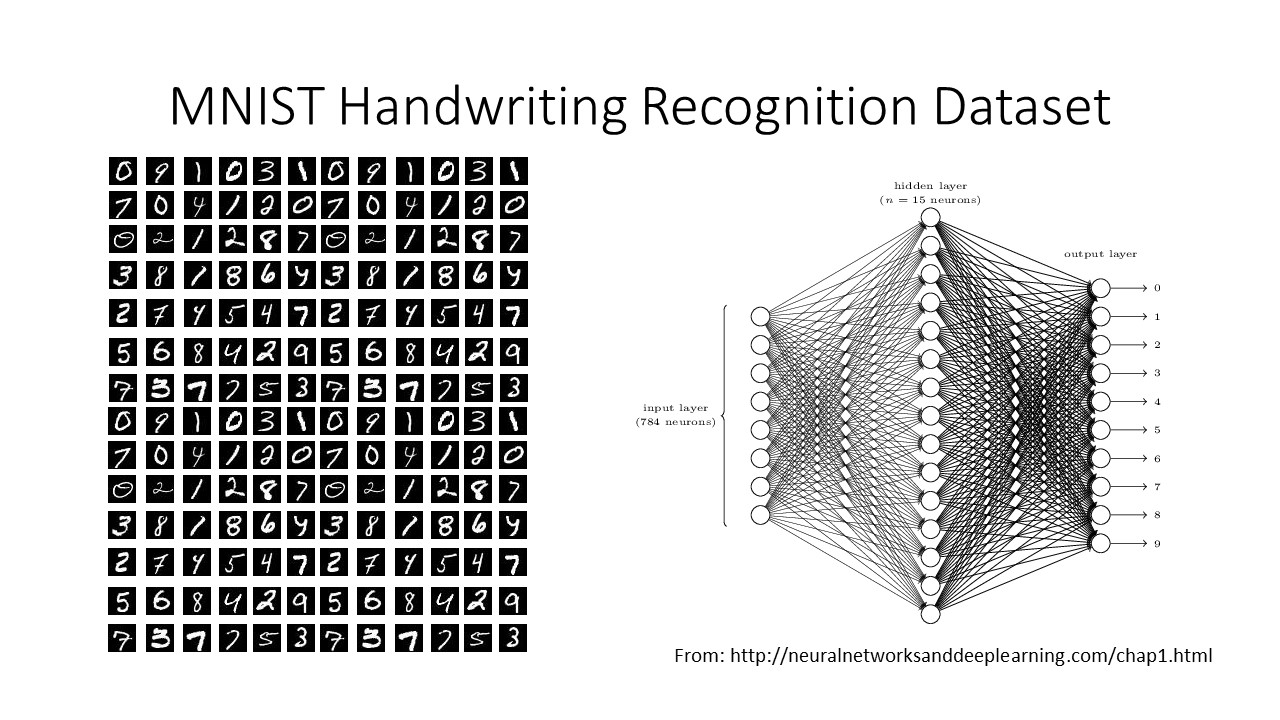 MNIST Handwriting Recognition Dataset
0 9 1 0 3 1 0 9 1 0 3 1
7 0 4 1 2 0 7 0 4 1 2 0
0 2 1 2 8 7 0 2 1 2 8 7
3 8 1 8 6 4 3 8 1 8 6 4
2 7 4 5 4 7 2 7 4 5 4 7
5 6 8 4 2 9 5 6 8 4 2 9
7 3 7 7 5 3 7 3 7 7 5 3
0 9 1 0 3 1 0 9 1 0 3 1
7 0 4 1 2 0 7 0 4 1 2 0
0 2 1 2 8 7 0 2 1 2 8 7
3 8 1 8 6 4 3 8 1 8 6 4
2 7 4 5 4 7 2 7 4 5 4 7
5 6 8 4 2 9 5 6 8 4 2 9
7 3 7 7 5 3 7 3 7 7 5 3
hidden layer
(n = 15 neurons)
output layer
input layer
(784 neurons)
0
1
2
3
4
5
6
7
8
9
From: http://neuralnetworksanddeeplearning.com/chap1.html